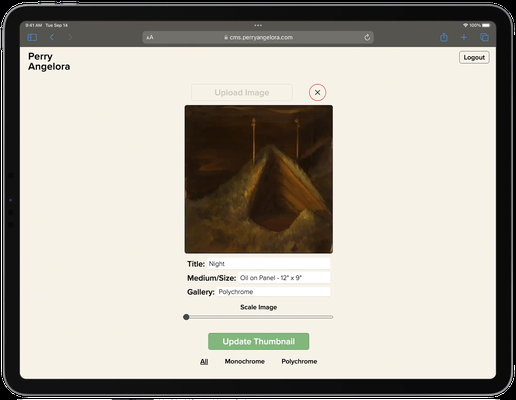 9:41 AM Tue Sep 14
100%
AA
cms.perryangelora.com
Perry
Angelora
Logout
Upload Image
Title: Night
Medium/Size: Oil on Panel - 12" x 9"
Gallery: Polychrome
Scale Image
Update Thumbnail
All Monochrome Polychrome